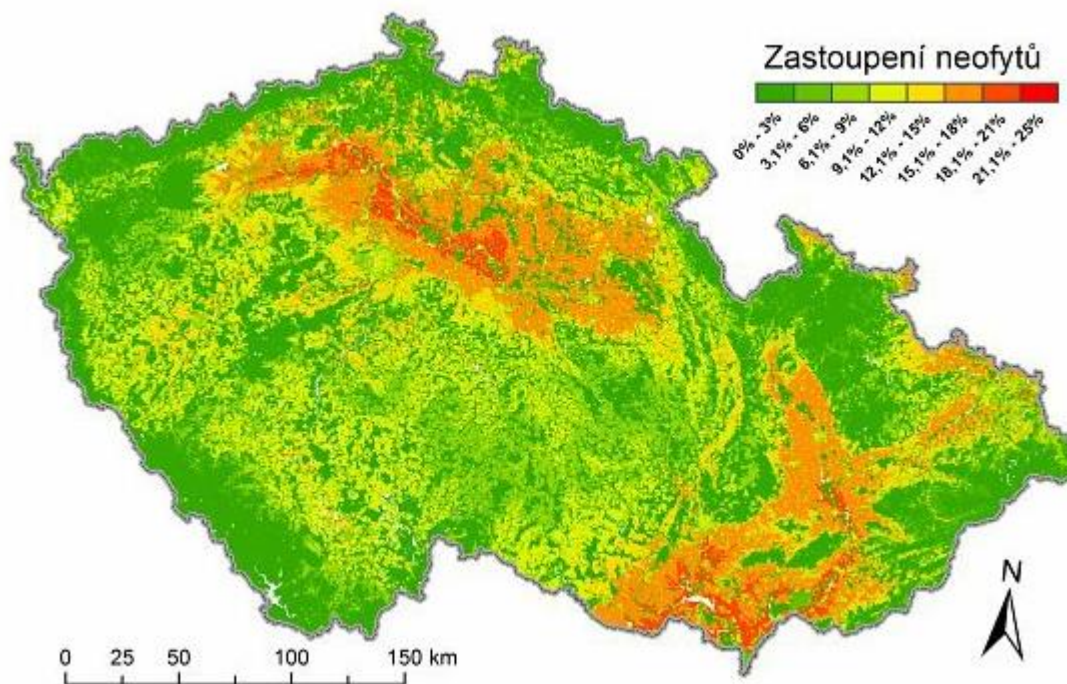 Zastoupení neofytů
0% - 3%
3,1% - 6%
6,1% - 9%
9,1% - 12%
12,1% - 15%
15,1% - 18%
18,1% - 21%
21,1% - 25%
N
0 25 50 100 150 km